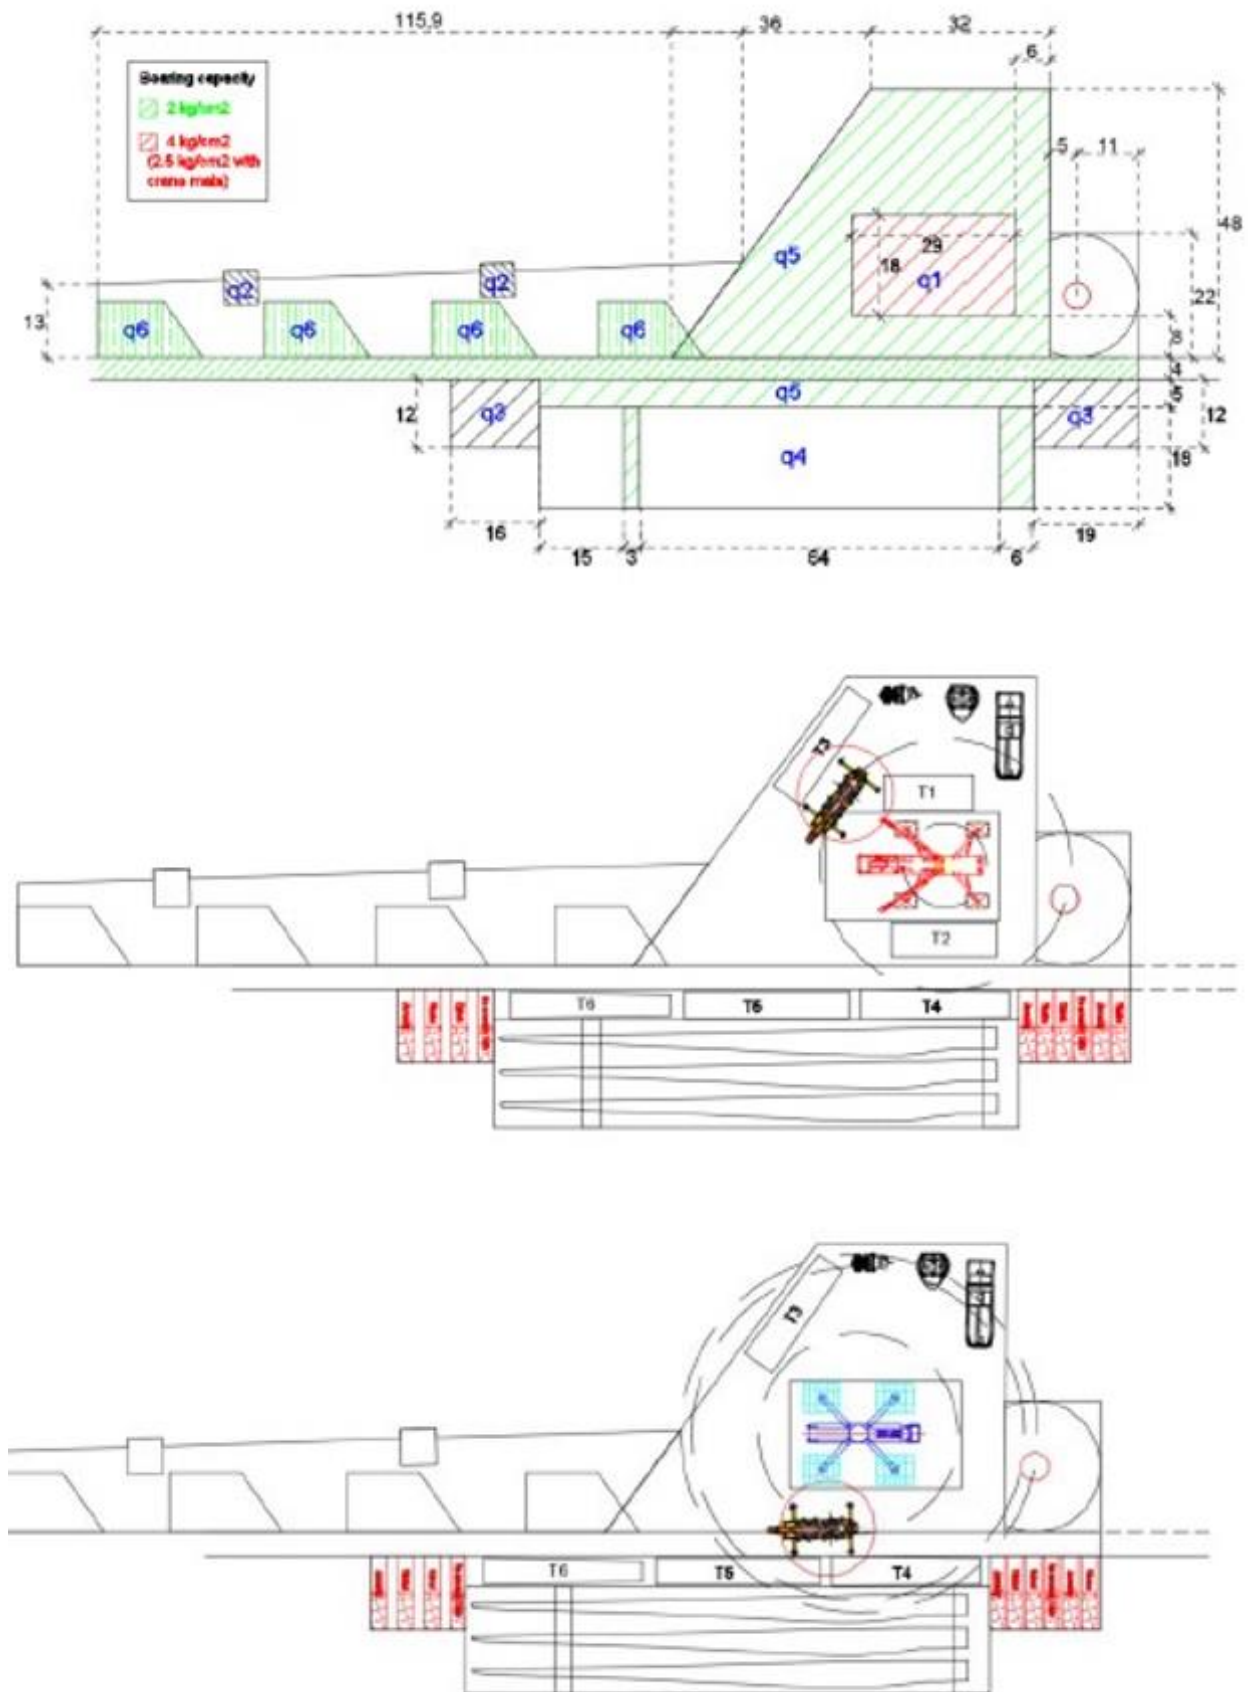 115.9
36
32
6
Bearing capacity
2 kg/cm2
4 kg/cm2
(2.5 kg/cm2 with
crane mats)
5
11
48
q5
29
18
q1
q2
q2
22
13
q6
q6
q6
q6
8
4
5
q5
12
q3
q3
12
q4
18
16
19
15
3
64
6
T3
T1
T2
T6
T5
T4
T3
T6
T5
T4